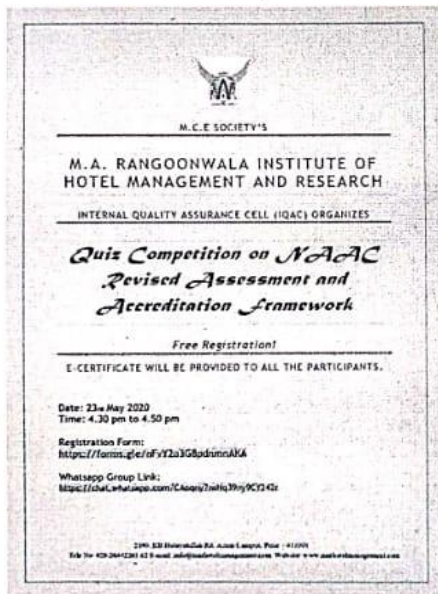 M.C.E SOCIETY'S
M.A. RANGOONWALA INSTITUTE OF
HOTEL MANAGEMENT AND RESEARCH
INTERNAL QUALITY ASSURANCE CELL (IQAC) ORGANIZES
Quiz Competition on NAAC
Revised Assessment and
Accreditation Framework
Free Registration!
E-CERTIFICATE WILL BE PROVIDED TO ALL THE PARTICIPANTS.
Date: 23rd May 2020
Time: 4.30 pm to 4.50 pm
Registration Form:
Whatsapp Group Link: